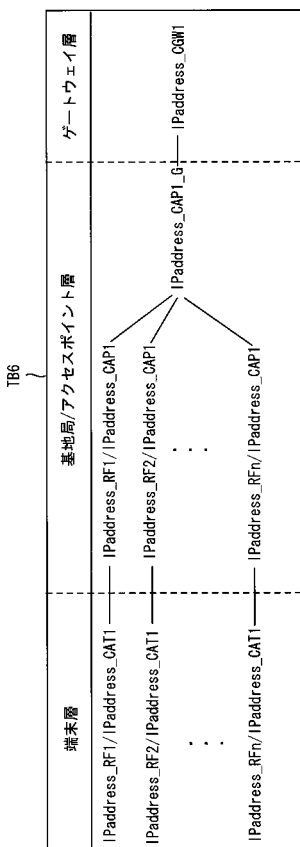 TB6
端末層
基地局/アクセスポイント層
ゲートウェイ層
IPaddress_RF1/IPaddress_CAT1
IPaddress_RF1/IPaddress_CAP1
IPaddress_RF2/IPaddress_CAT1
IPaddress_RF2/IPaddress_CAP1
IPaddress_CAP1_G
IPaddress_CGW1
. . .
. . .
IPaddress_RFn/IPaddress_CAT1
IPaddress_RFn/IPaddress_CAP1